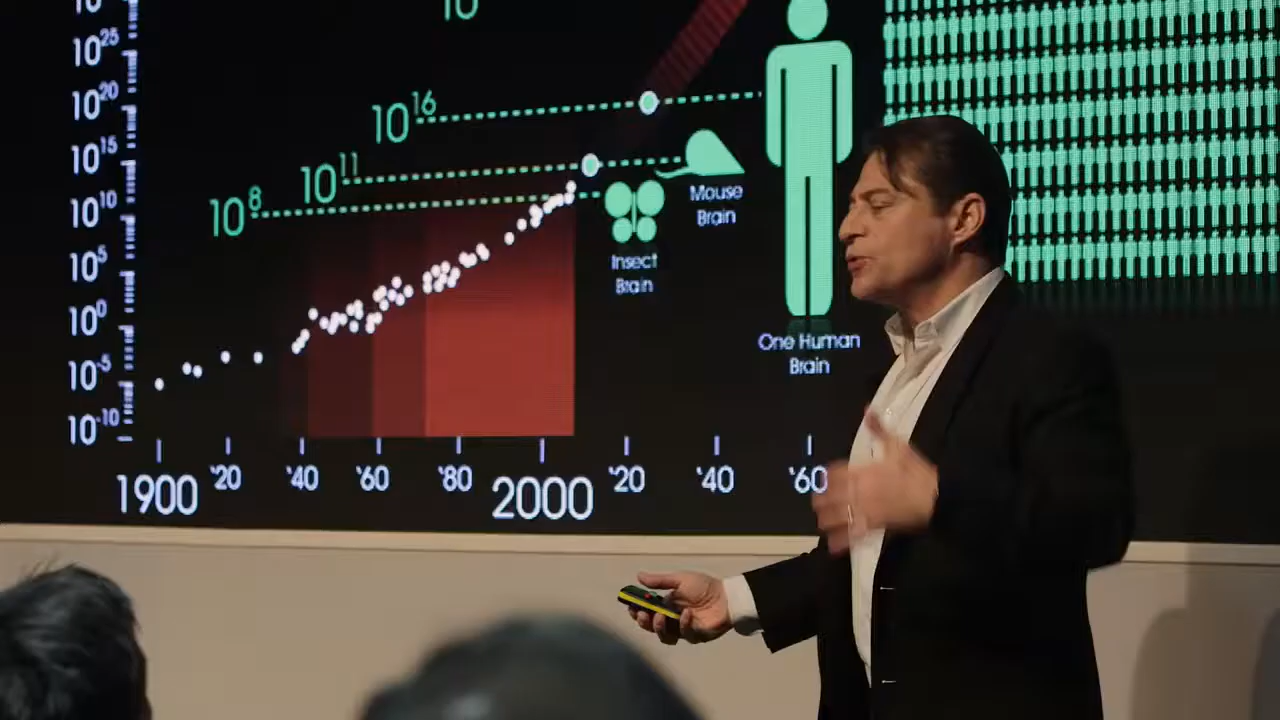 10
10²⁵
10²⁰
10¹⁵
10¹⁰
10⁵
10⁰
10⁻⁵
10⁻¹⁰
10¹⁶
10¹¹
10⁸
Mouse
Brain
Insect
Brain
One Human
Brain
1900 '20 '40 '60 '80 2000 '20 '40 '60